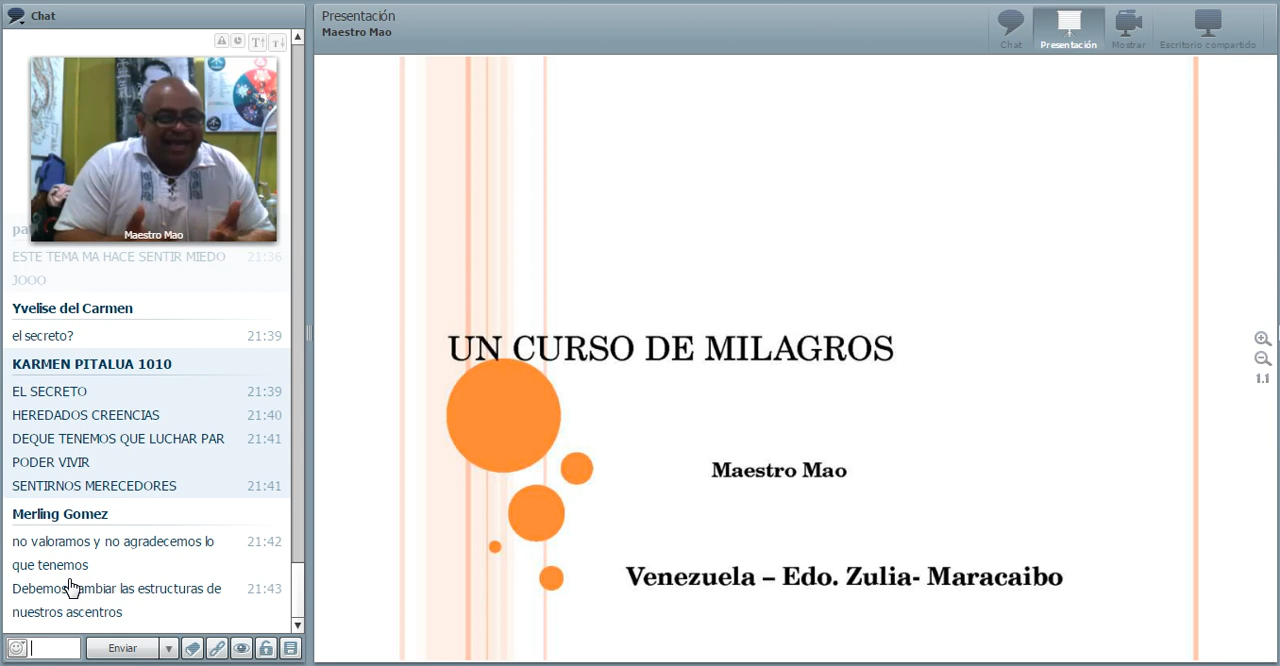 Chat
Maestro Mao
ESTE TEMA MA HACE SENTIR MIEDO 21:36
JOOO
Yvelise del Carmen
el secreto? 21:39
KARMEN PITALUA 1010
EL SECRETO 21:39
HEREDADOS CREENCIAS 21:40
DEQUE TENEMOS QUE LUCHAR PAR 21:41
PODER VIVIR
SENTIRNOS MERECEDORES 21:41
Merling Gomez
no valoramos y no agradecemos lo 21:42
que tenemos
Debemos cambiar las estructuras de 21:43
nuestros ascentros
Enviar
Presentación
Maestro Mao
Chat
Presentación
Mostrar
Escritorio compartido
UN CURSO DE MILAGROS
Maestro Mao
Venezuela – Edo. Zulia- Maracaibo
1.1